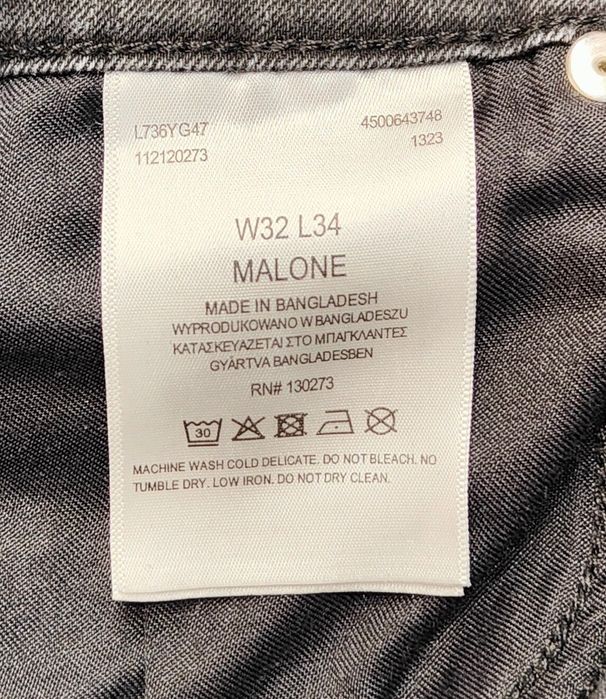 L736YG47
4500643748
112120273
1323
W32 L34
MALONE
MADE IN BANGLADESH
WYPRODUKOWANO W BANGLADESZU
ΚΑΤΑΣΚΕΥΑΖΕΤΑΙ ΣΤΟ ΜΠΑΓΚΛΑΝΤΕΣ
GYÁRTVA BANGLADESBEN
RN# 130273
30
MACHINE WASH COLD DELICATE. DO NOT BLEACH. NO
TUMBLE DRY. LOW IRON. DO NOT DRY CLEAN.